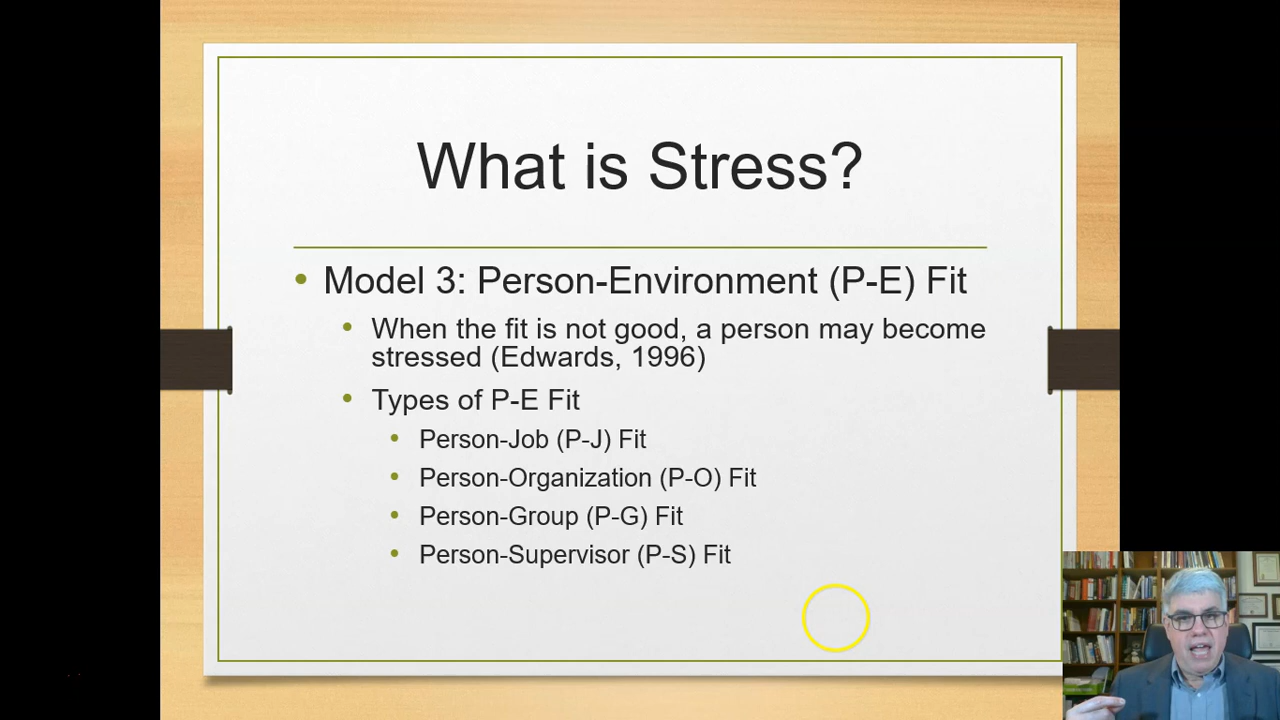 What is Stress?
• Model 3: Person-Environment (P-E) Fit
• When the fit is not good, a person may become
stressed (Edwards, 1996)
• Types of P-E Fit
• Person-Job (P-J) Fit
• Person-Organization (P-O) Fit
• Person-Group (P-G) Fit
• Person-Supervisor (P-S) Fit